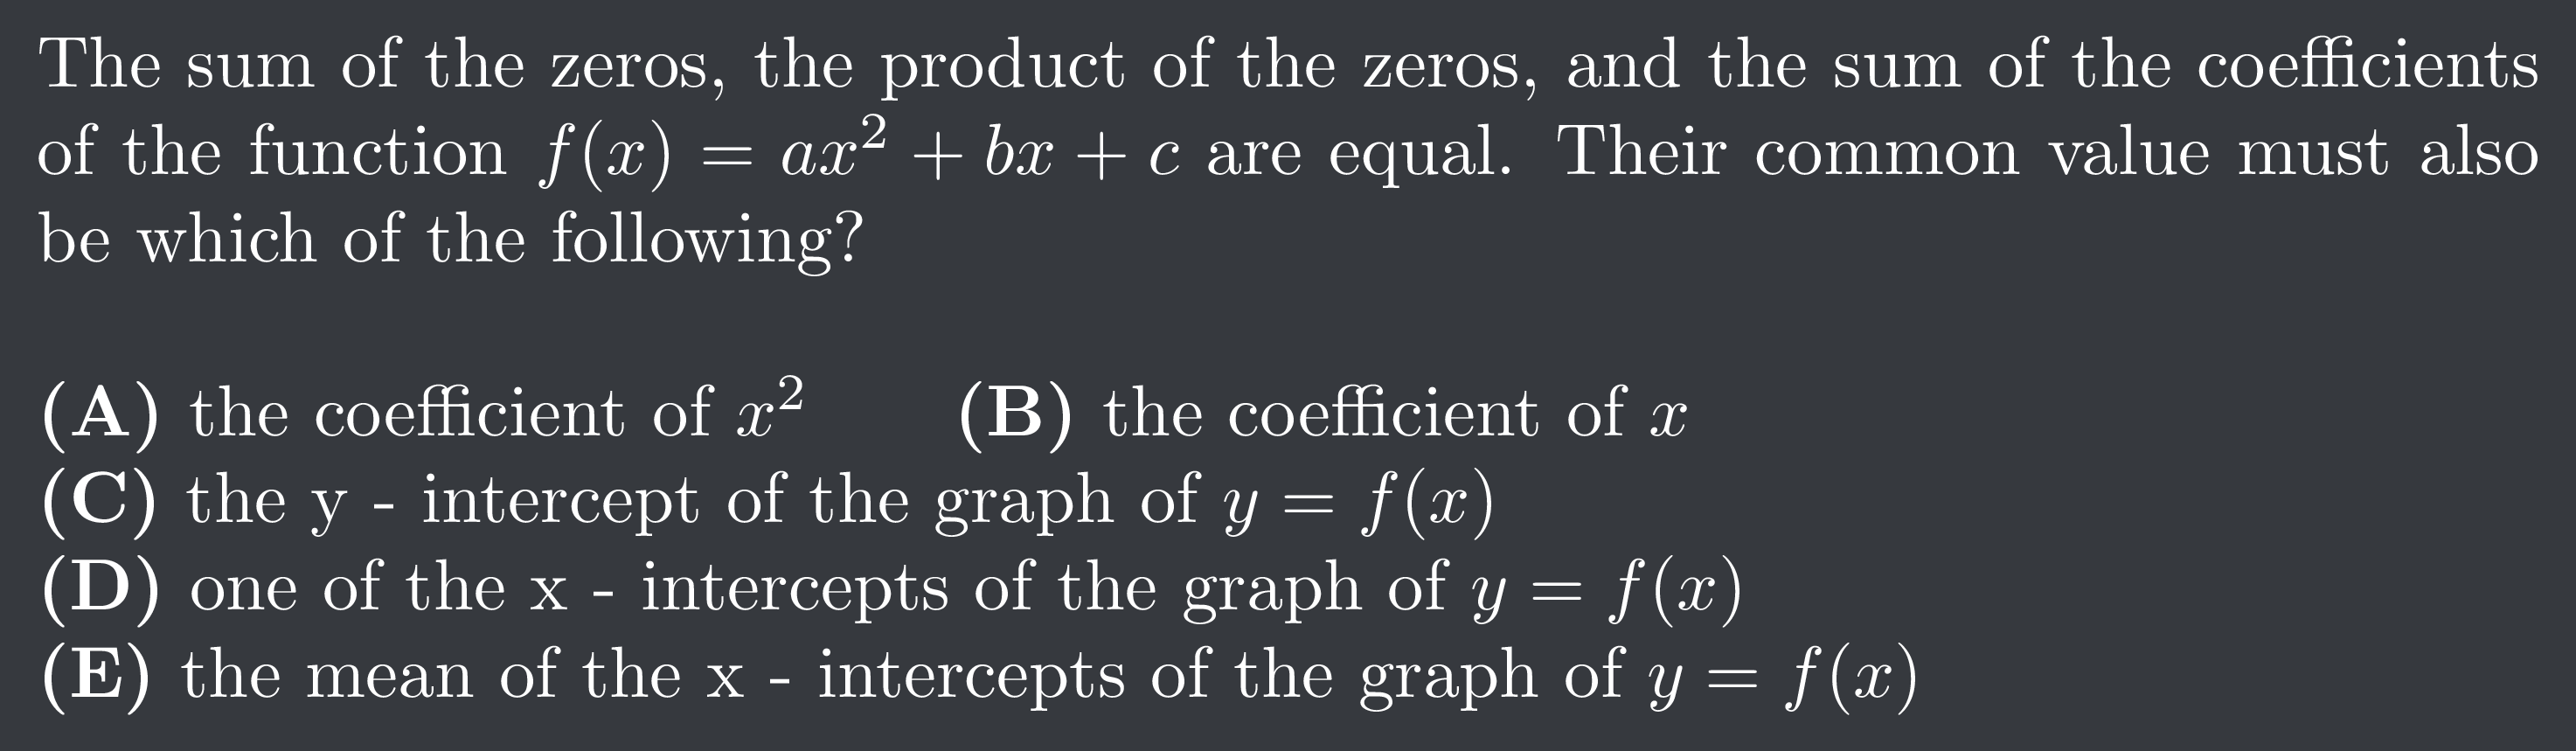 The sum of the zeros, the product of the zeros, and the sum of the coefficients
of the function f(x) = ax² + bx + c are equal. Their common value must also
be which of the following?
(A) the coefficient of x² (B) the coefficient of x
(C) the y - intercept of the graph of y = f(x)
(D) one of the x - intercepts of the graph of y = f(x)
(E) the mean of the x - intercepts of the graph of y = f(x)